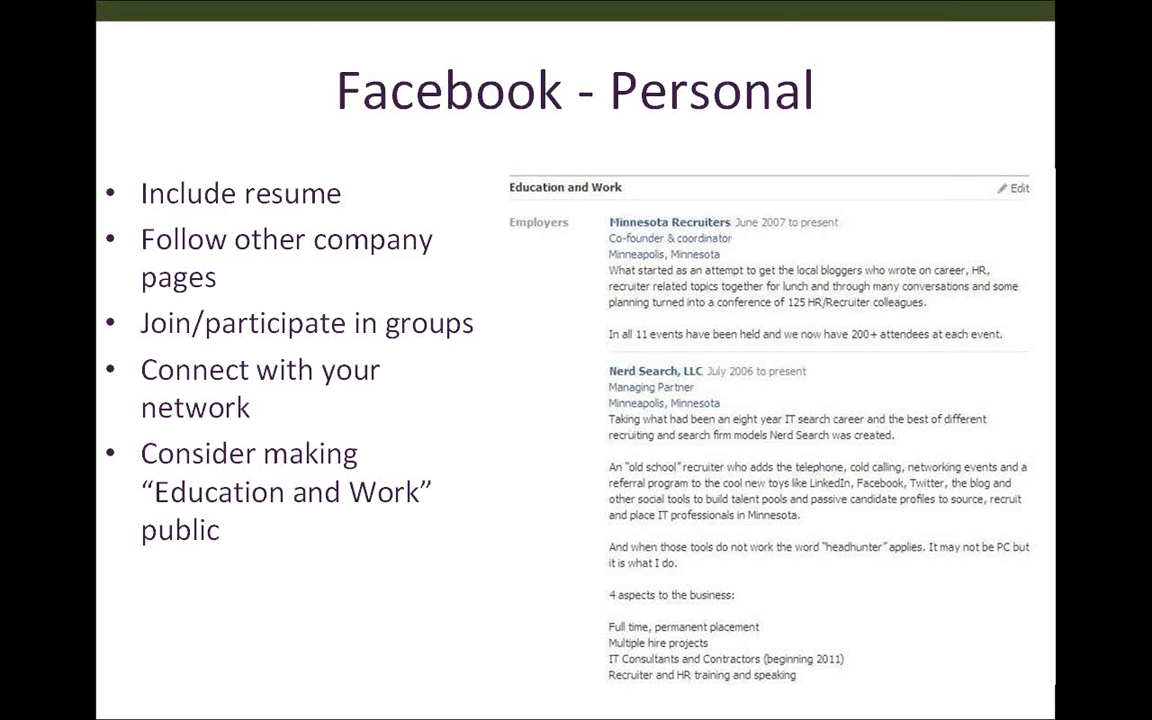 Facebook - Personal
• Include resume
• Follow other company
pages
• Join/participate in groups
• Connect with your
network
• Consider making
“Education and Work”
public
Education and Work
Edit
Employers
Minnesota Recruiters June 2007 to present
Co-founder & coordinator
Minneapolis, Minnesota
What started as an attempt to get the local bloggers who wrote on career, HR,
recruiter related topics together for lunch and through many conversations and some
planning turned into a conference of 125 HR/Recruiter colleagues.
In all 11 events have been held and we now have 200+ attendees at each event.
Nerd Search, LLC July 2006 to present
Managing Partner
Minneapolis, Minnesota
Taking what had been an eight year IT search career and the best of different
recruiting and search firm models Nerd Search was created.
An "old school" recruiter who adds the telephone, cold calling, networking events and a
referral program to the cool new toys like LinkedIn, Facebook, Twitter, the blog and
other social tools to build talent pools and passive candidate profiles to source, recruit
and place IT professionals in Minnesota.
And when those tools do not work the word "headhunter" applies. It may not be PC but
it is what I do.
4 aspects to the business:
Full time, permanent placement
Multiple hire projects
IT Consultants and Contractors (beginning 2011)
Recruiter and HR training and speaking